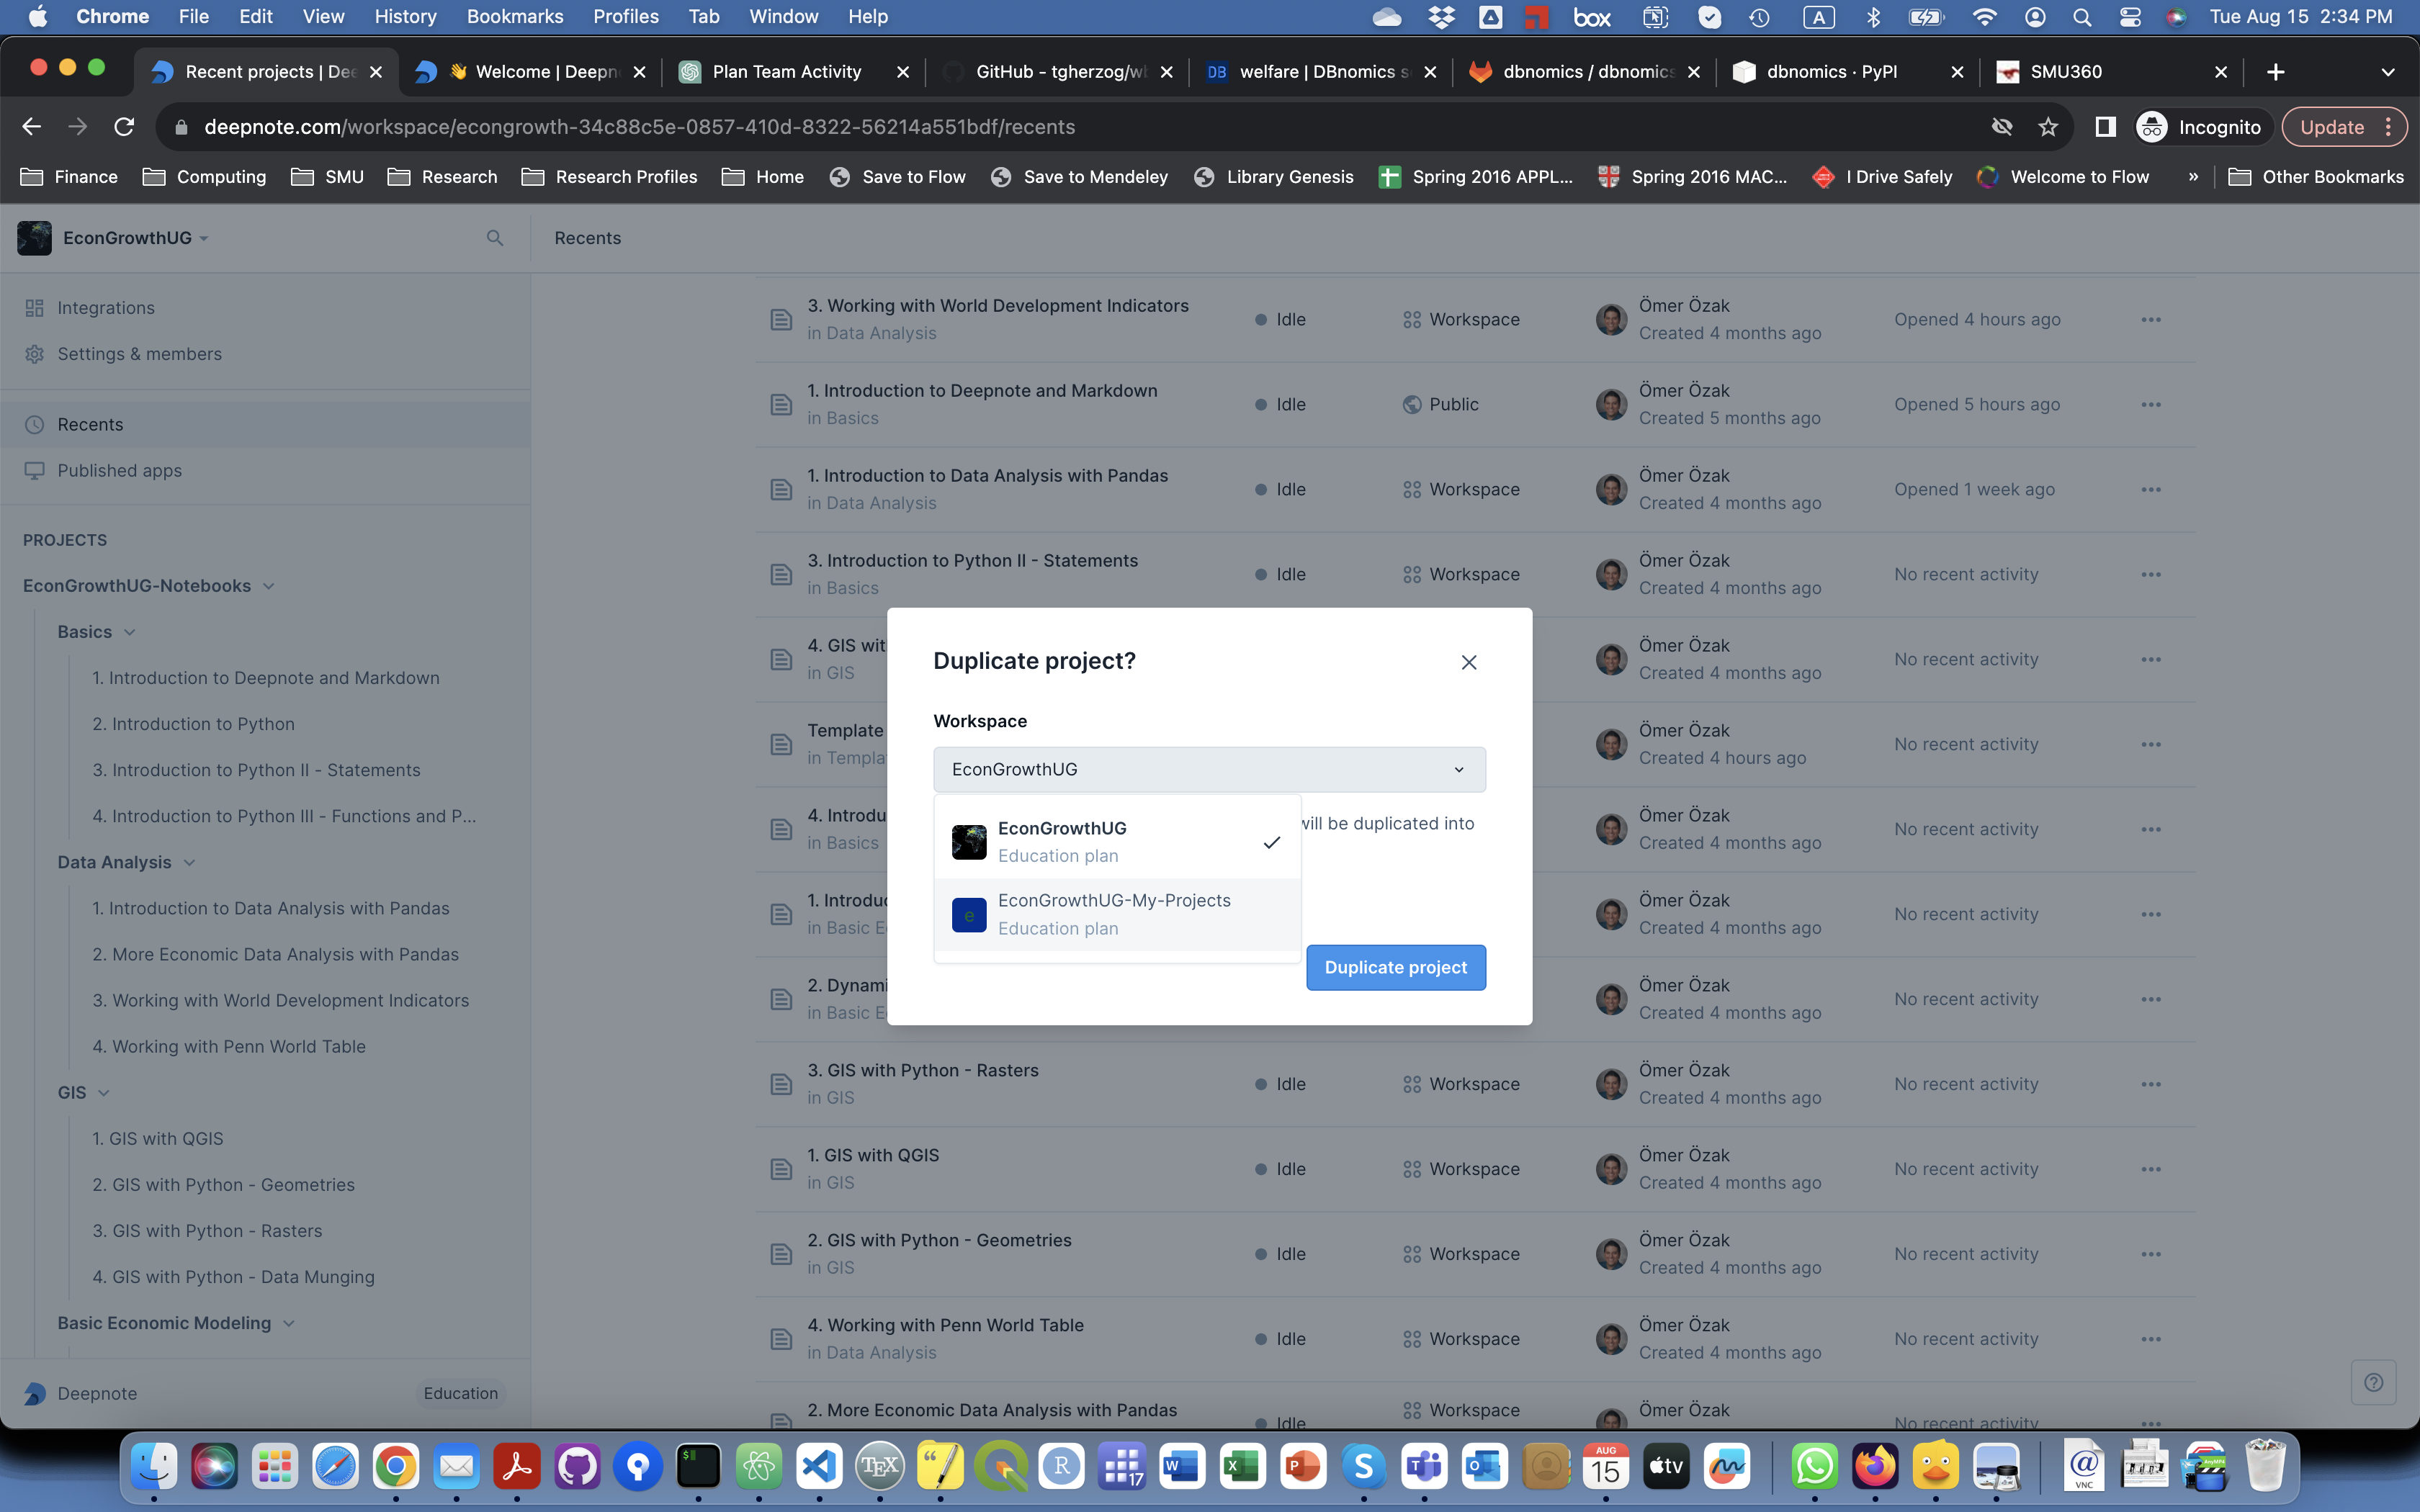 Chrome File Edit View History Bookmarks Profiles Tab Window Help box A Tue Aug 15 2:34 PM
Recent projects | Dee 👋 Welcome | Deepn Plan Team Activity GitHub - tgherzog/w DB welfare | DBnomics s dbnomics / dbnomics dbnomics · PyPI SMU360
deepnote.com/workspace/econgrowth-34c88c5e-0857-410d-8322-56214a551bdf/recents Incognito Update
Finance Computing SMU Research Research Profiles Home Save to Flow Save to Mendeley Library Genesis Spring 2016 APPL... Spring 2016 MAC... I Drive Safely Welcome to Flow » Other Bookmarks
EconGrowthUG Recents
Integrations
Settings & members
Recents
Published apps
PROJECTS
EconGrowthUG-Notebooks
Basics
1. Introduction to Deepnote and Markdown
2. Introduction to Python
3. Introduction to Python II - Statements
4. Introduction to Python III - Functions and P...
Data Analysis
1. Introduction to Data Analysis with Pandas
2. More Economic Data Analysis with Pandas
3. Working with World Development Indicators
4. Working with Penn World Table
GIS
1. GIS with QGIS
2. GIS with Python - Geometries
3. GIS with Python - Rasters
4. GIS with Python - Data Munging
Basic Economic Modeling
Deepnote Education
3. Working with World Development Indicators Idle Workspace Ömer Özak Opened 4 hours ago
in Data Analysis Created 4 months ago
1. Introduction to Deepnote and Markdown Idle Public Ömer Özak Opened 5 hours ago
in Basics Created 5 months ago
1. Introduction to Data Analysis with Pandas Idle Workspace Ömer Özak Opened 1 week ago
in Data Analysis Created 4 months ago
3. Introduction to Python II - Statements Idle Workspace Ömer Özak No recent activity
in Basics Created 4 months ago
4. GIS wit Ömer Özak No recent activity
in GIS Created 4 months ago
Template Ömer Özak No recent activity
in Templa Created 4 hours ago
4. Introdu Ömer Özak No recent activity
in Basics Created 4 months ago
1. Introduc Ömer Özak No recent activity
in Basic E Created 4 months ago
2. Dynami Ömer Özak No recent activity
in Basic E Created 4 months ago
3. GIS with Python - Rasters Idle Workspace Ömer Özak No recent activity
in GIS Created 4 months ago
1. GIS with QGIS Idle Workspace Ömer Özak No recent activity
in GIS Created 4 months ago
2. GIS with Python - Geometries Idle Workspace Ömer Özak No recent activity
in GIS Created 4 months ago
4. Working with Penn World Table Idle Workspace Ömer Özak No recent activity
in Data Analysis Created 4 months ago
2. More Economic Data Analysis with Pandas Idle Workspace Ömer Özak No recent activity
Duplicate project?
Workspace
EconGrowthUG
EconGrowthUG
Education plan
will be duplicated into
e EconGrowthUG-My-Projects
Education plan
Duplicate project
$ TEX R 17 W X P S T O AUG 15 tv @ VNC